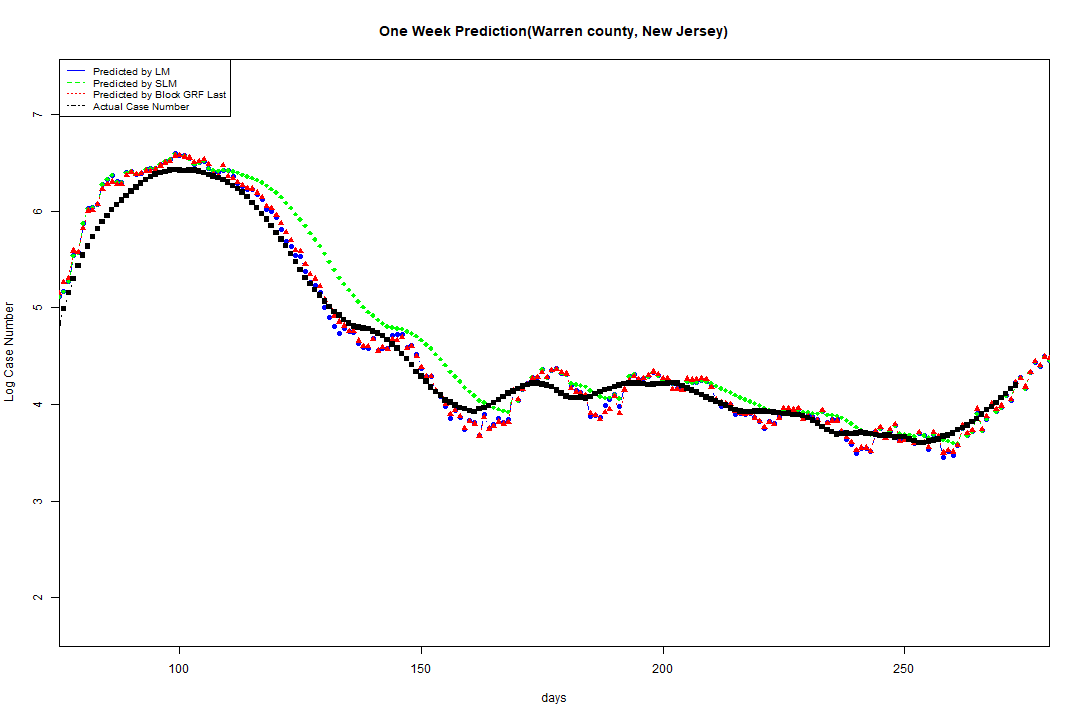 One Week Prediction(Warren county, New Jersey)
Predicted by LM
Predicted by SLM
Predicted by Block GRF Last
Actual Case Number
Log Case Number
7
6
5
4
3
2
100 150 200 250
days